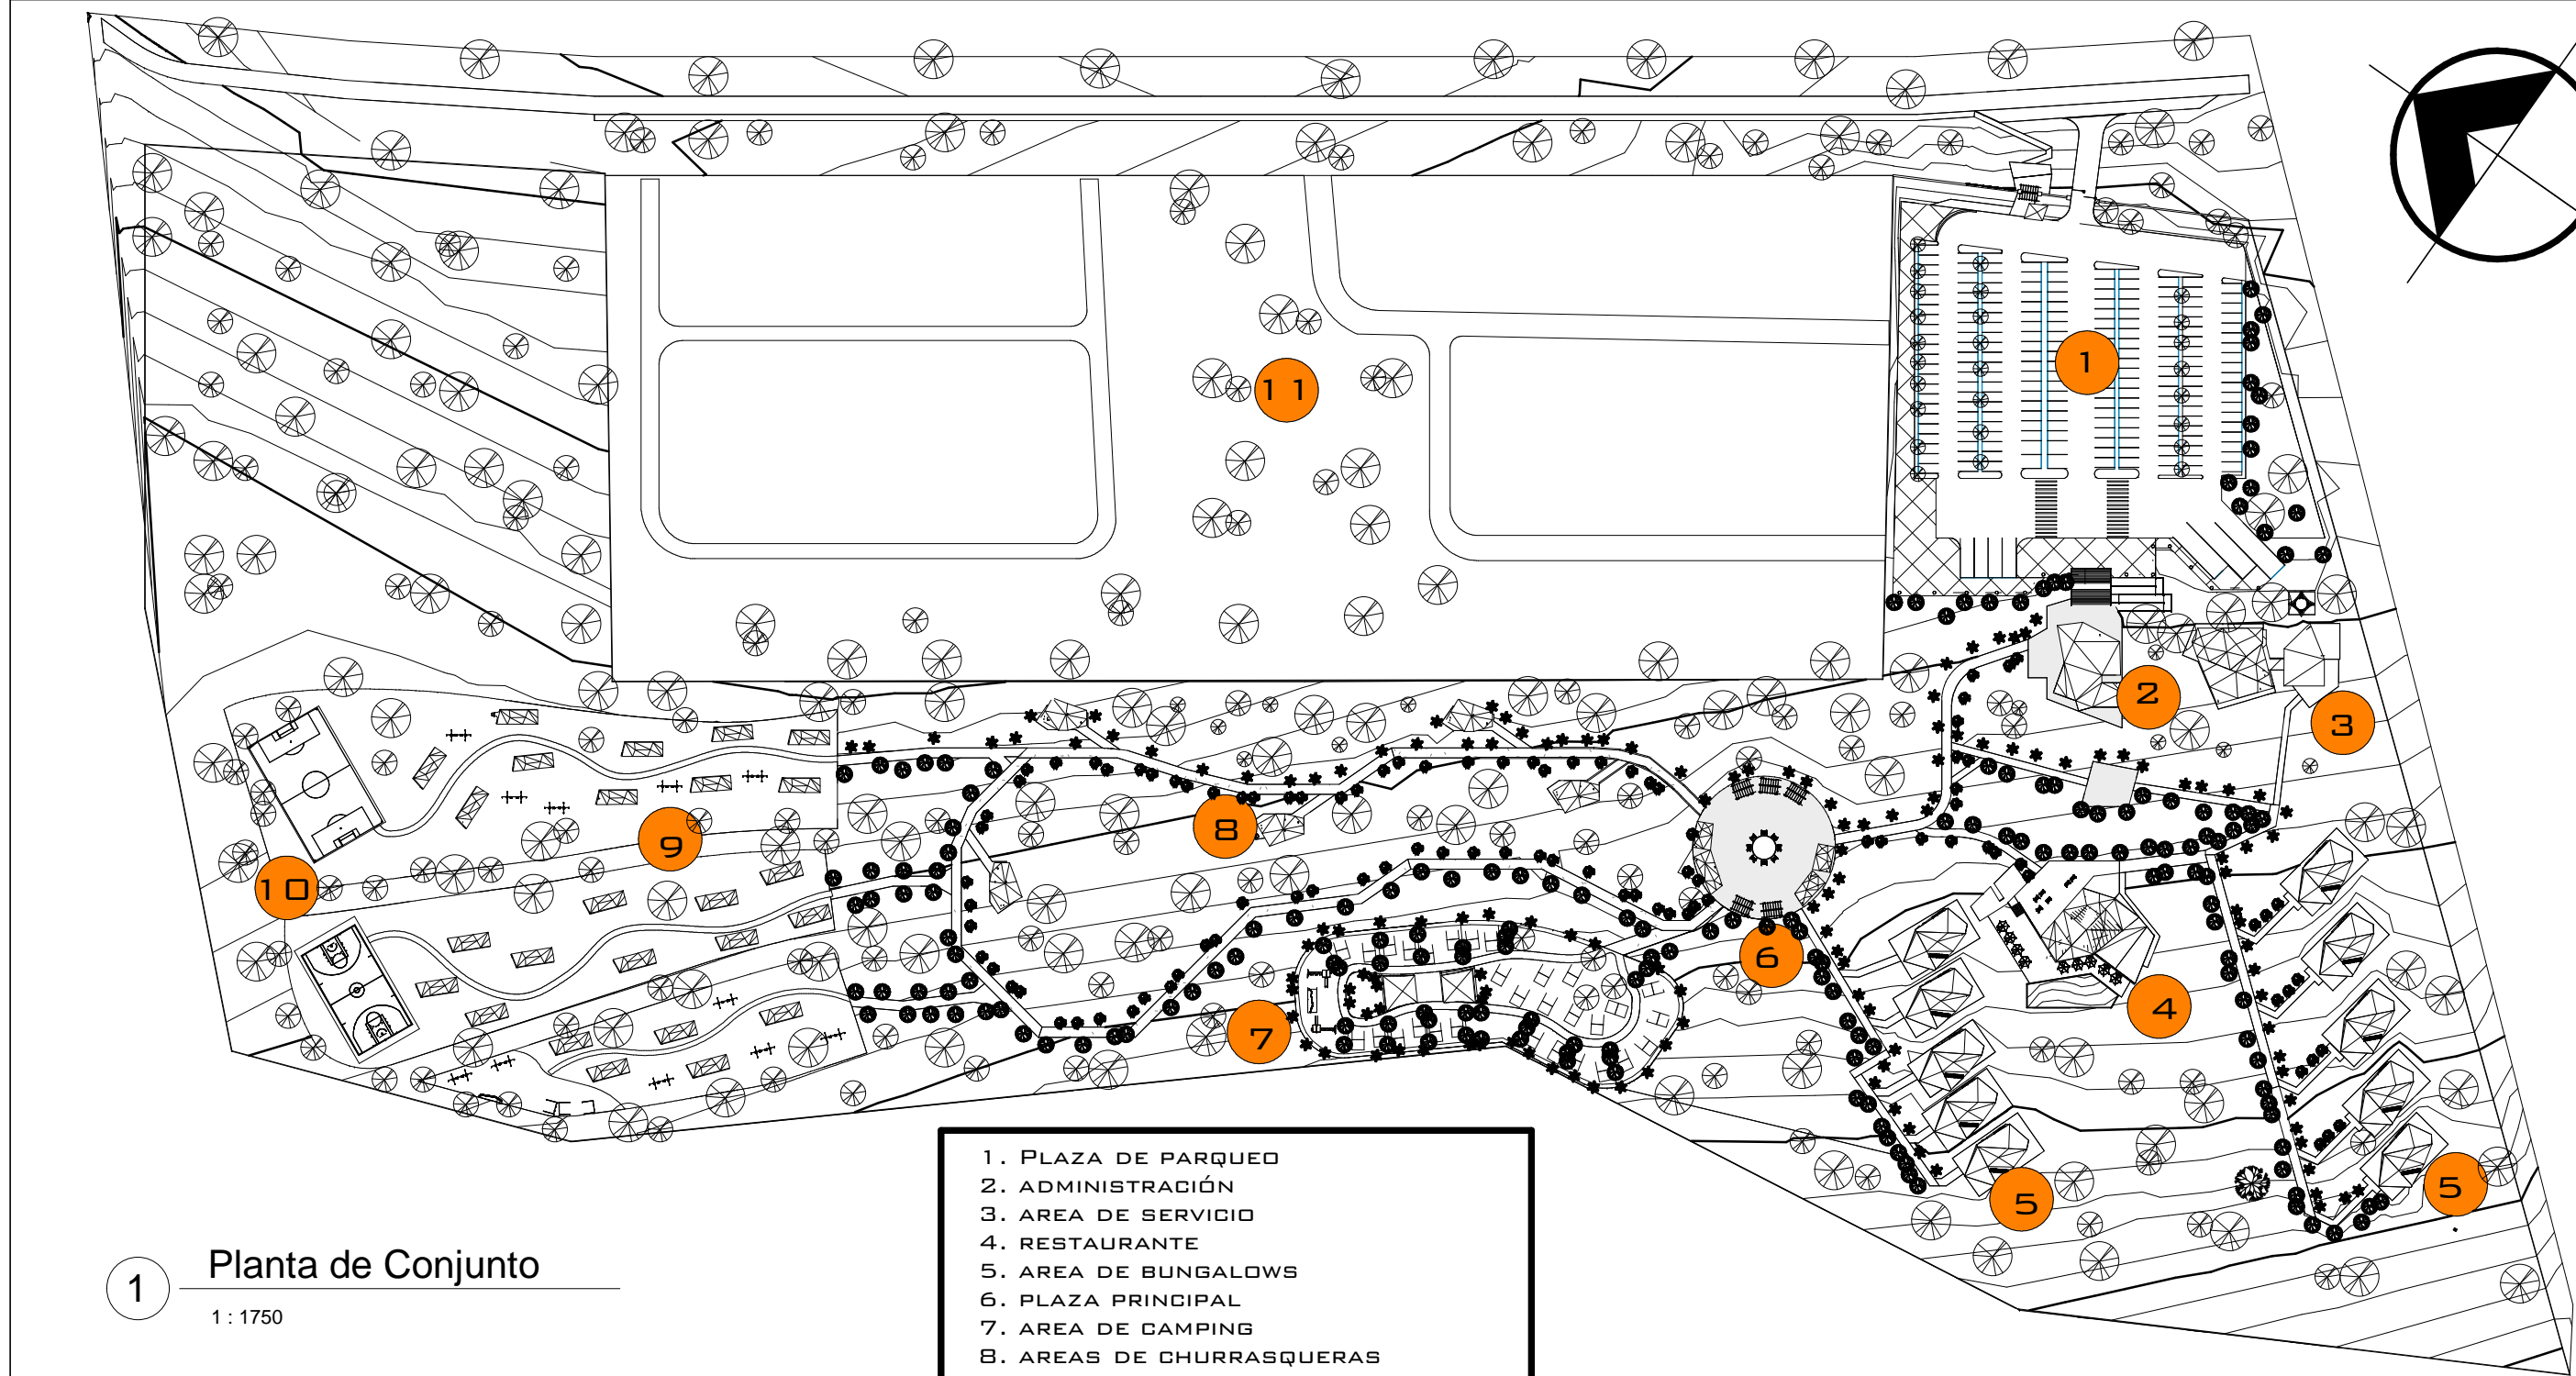 11
1
2
3
8
9
10
6
4
7
5
5
1. PLAZA DE PARQUEO
2. ADMINISTRACIÓN
3. AREA DE SERVICIO
4. RESTAURANTE
5. AREA DE BUNGALOWS
6. PLAZA PRINCIPAL
7. AREA DE CAMPING
8. AREAS DE CHURRASQUERAS
1 Planta de Conjunto
1 : 1750